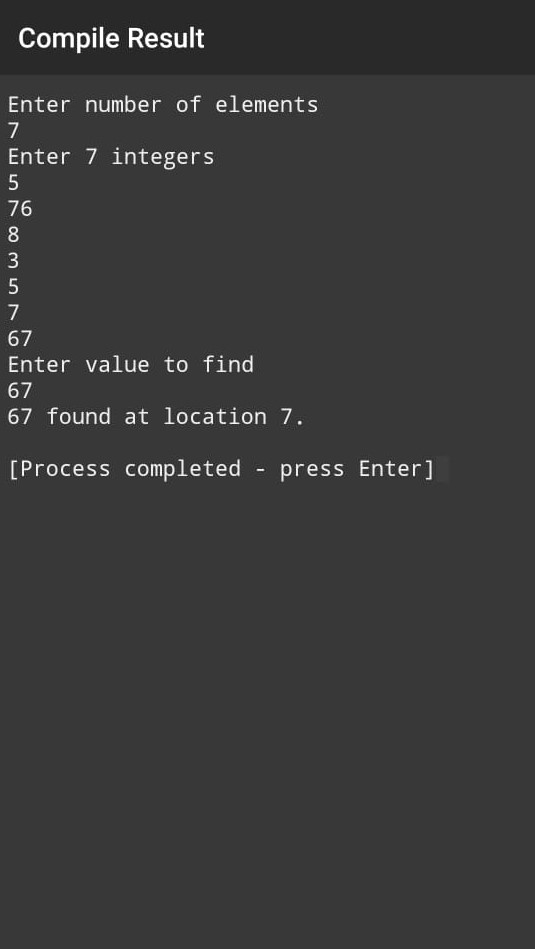 Compile Result
Enter number of elements
7
Enter 7 integers
5
76
8
3
5
7
67
Enter value to find
67
67 found at location 7.
[Process completed - press Enter]